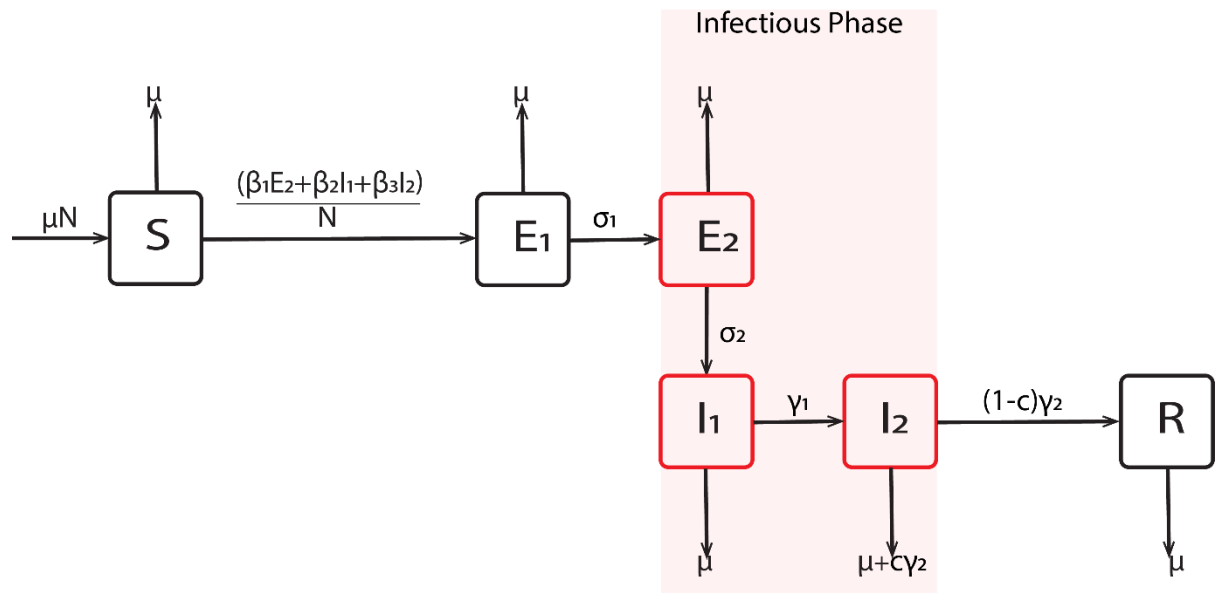 Infectious Phase
μ
μ
μ
(β₁E₂+β₂I₁+β₃I₂)
N
μN
S
E₁
σ₁
E₂
σ₂
I₁
γ₁
I₂
(1-c)γ₂
R
μ
μ+cγ₂
μ